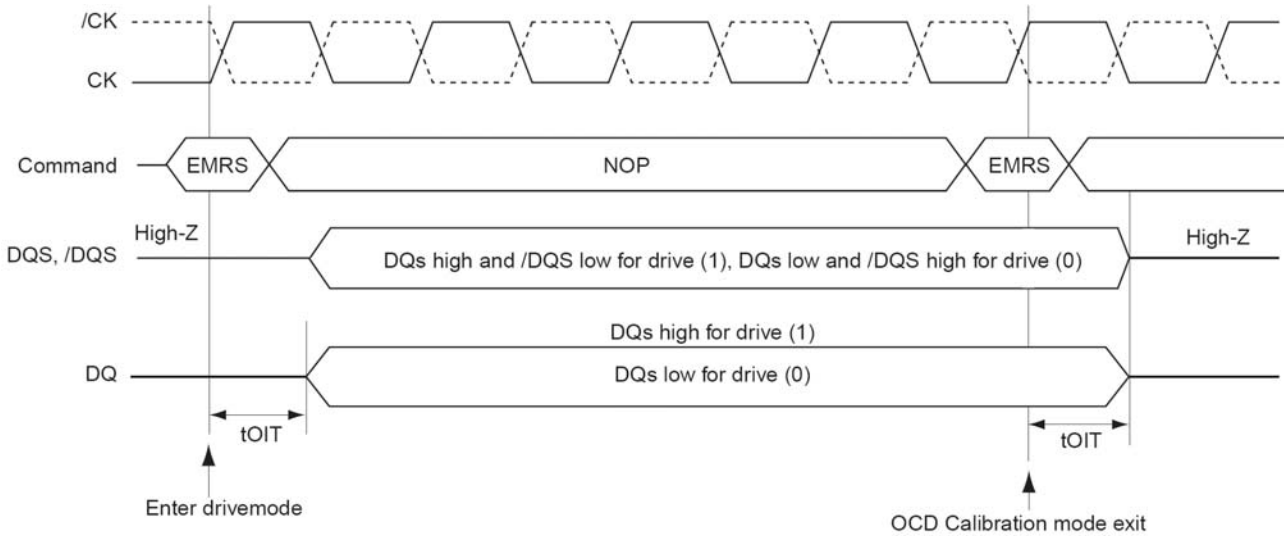 /CK
CK
Command
EMRS
NOP
EMRS
High-Z
High-Z
DQS, /DQS
DQs high and /DQS low for drive (1), DQs low and /DQS high for drive (0)
DQs high for drive (1)
DQ
DQs low for drive (0)
tOIT
tOIT
Enter drivemode
OCD Calibration mode exit